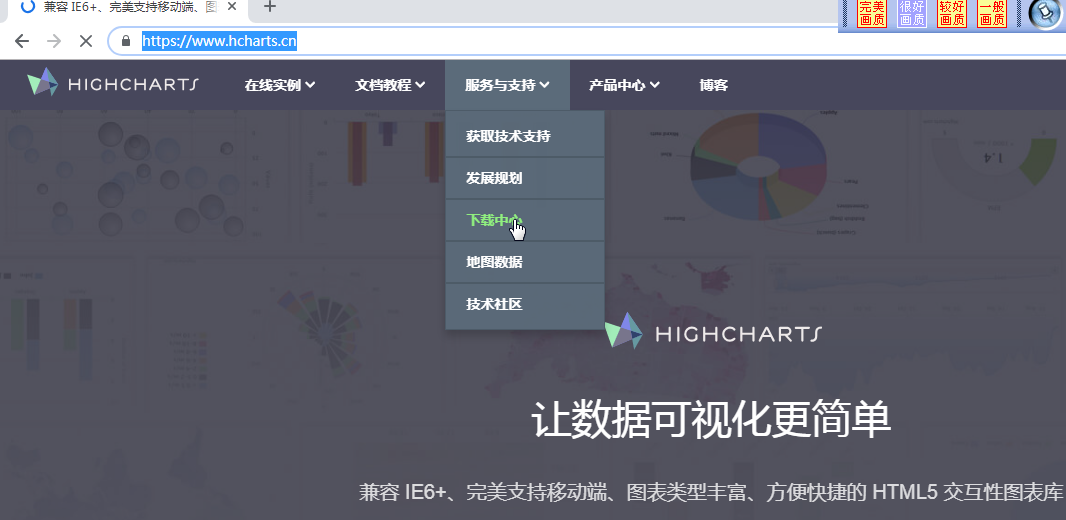 兼容 IE6+、完美支持移动端、图
完美画质 很好画质 较好画质 一般画质
https://www.hcharts.cn
HIGHCHARTS 在线实例 文档教程 服务与支持 产品中心 博客
获取技术支持
发展规划
下载中心
地图数据
技术社区
1.4
HIGHCHARTS
让数据可视化更简单
兼容 IE6+、完美支持移动端、图表类型丰富、方便快捷的 HTML5 交互性图表库